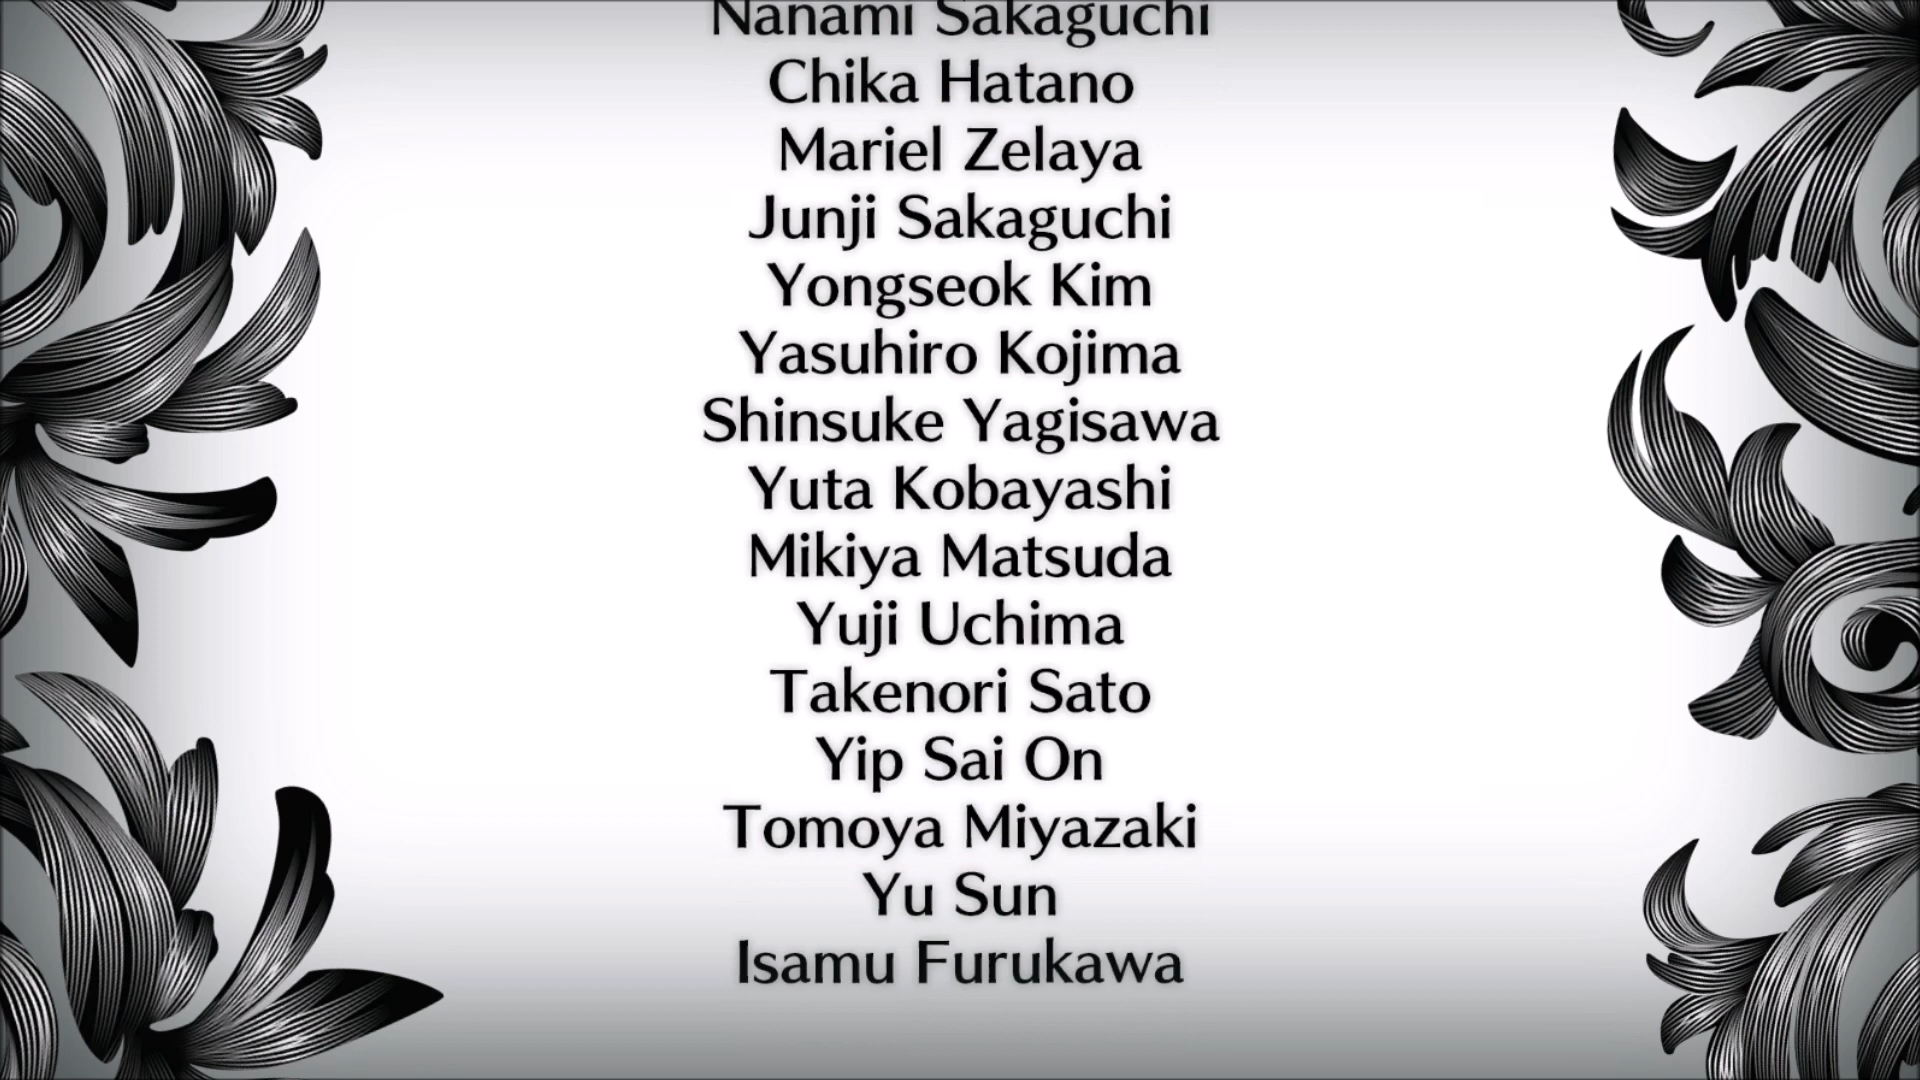 Nanami Sakaguchi
Chika Hatano
Mariel Zelaya
Junji Sakaguchi
Yongseok Kim
Yasuhiro Kojima
Shinsuke Yagisawa
Yuta Kobayashi
Mikiya Matsuda
Yuji Uchima
Takenori Sato
Yip Sai On
Tomoya Miyazaki
Yu Sun
Isamu Furukawa